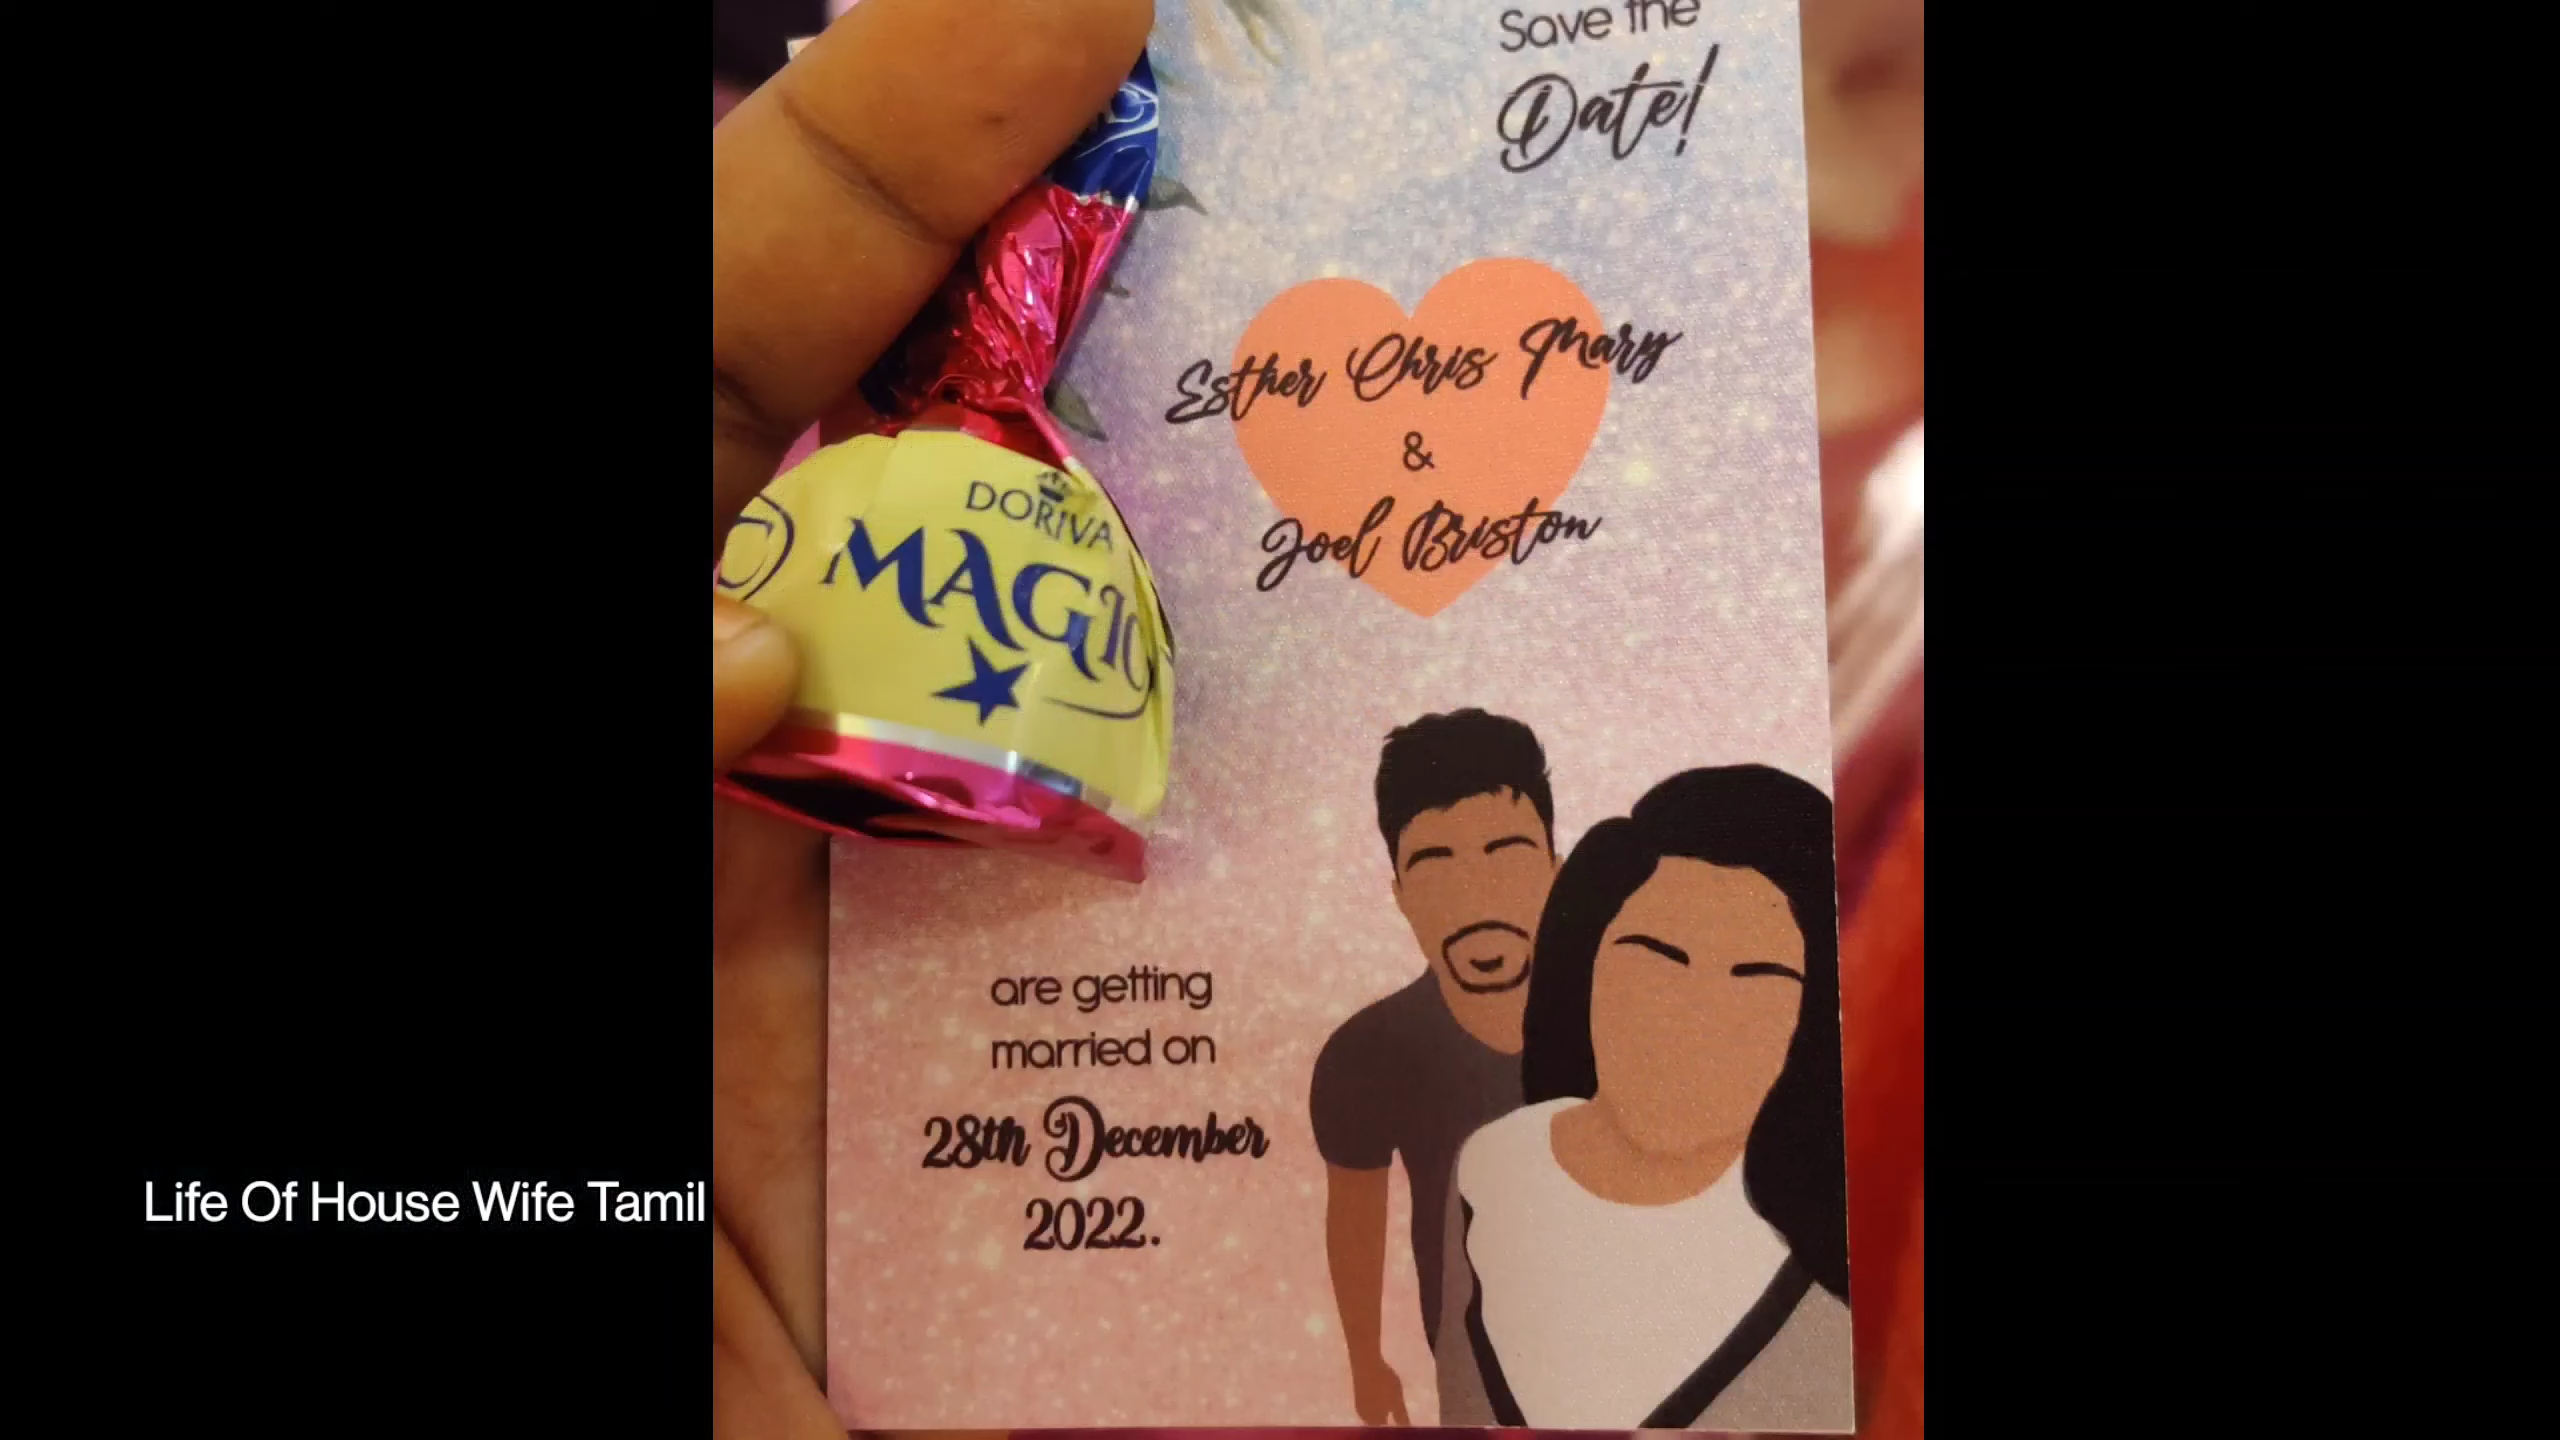 Save the
Date!
Esther Chris Mary
&
Joel Briston
DORIVA
MAGIC
are getting
married on
28th December
2022.
Life Of House Wife Tamil